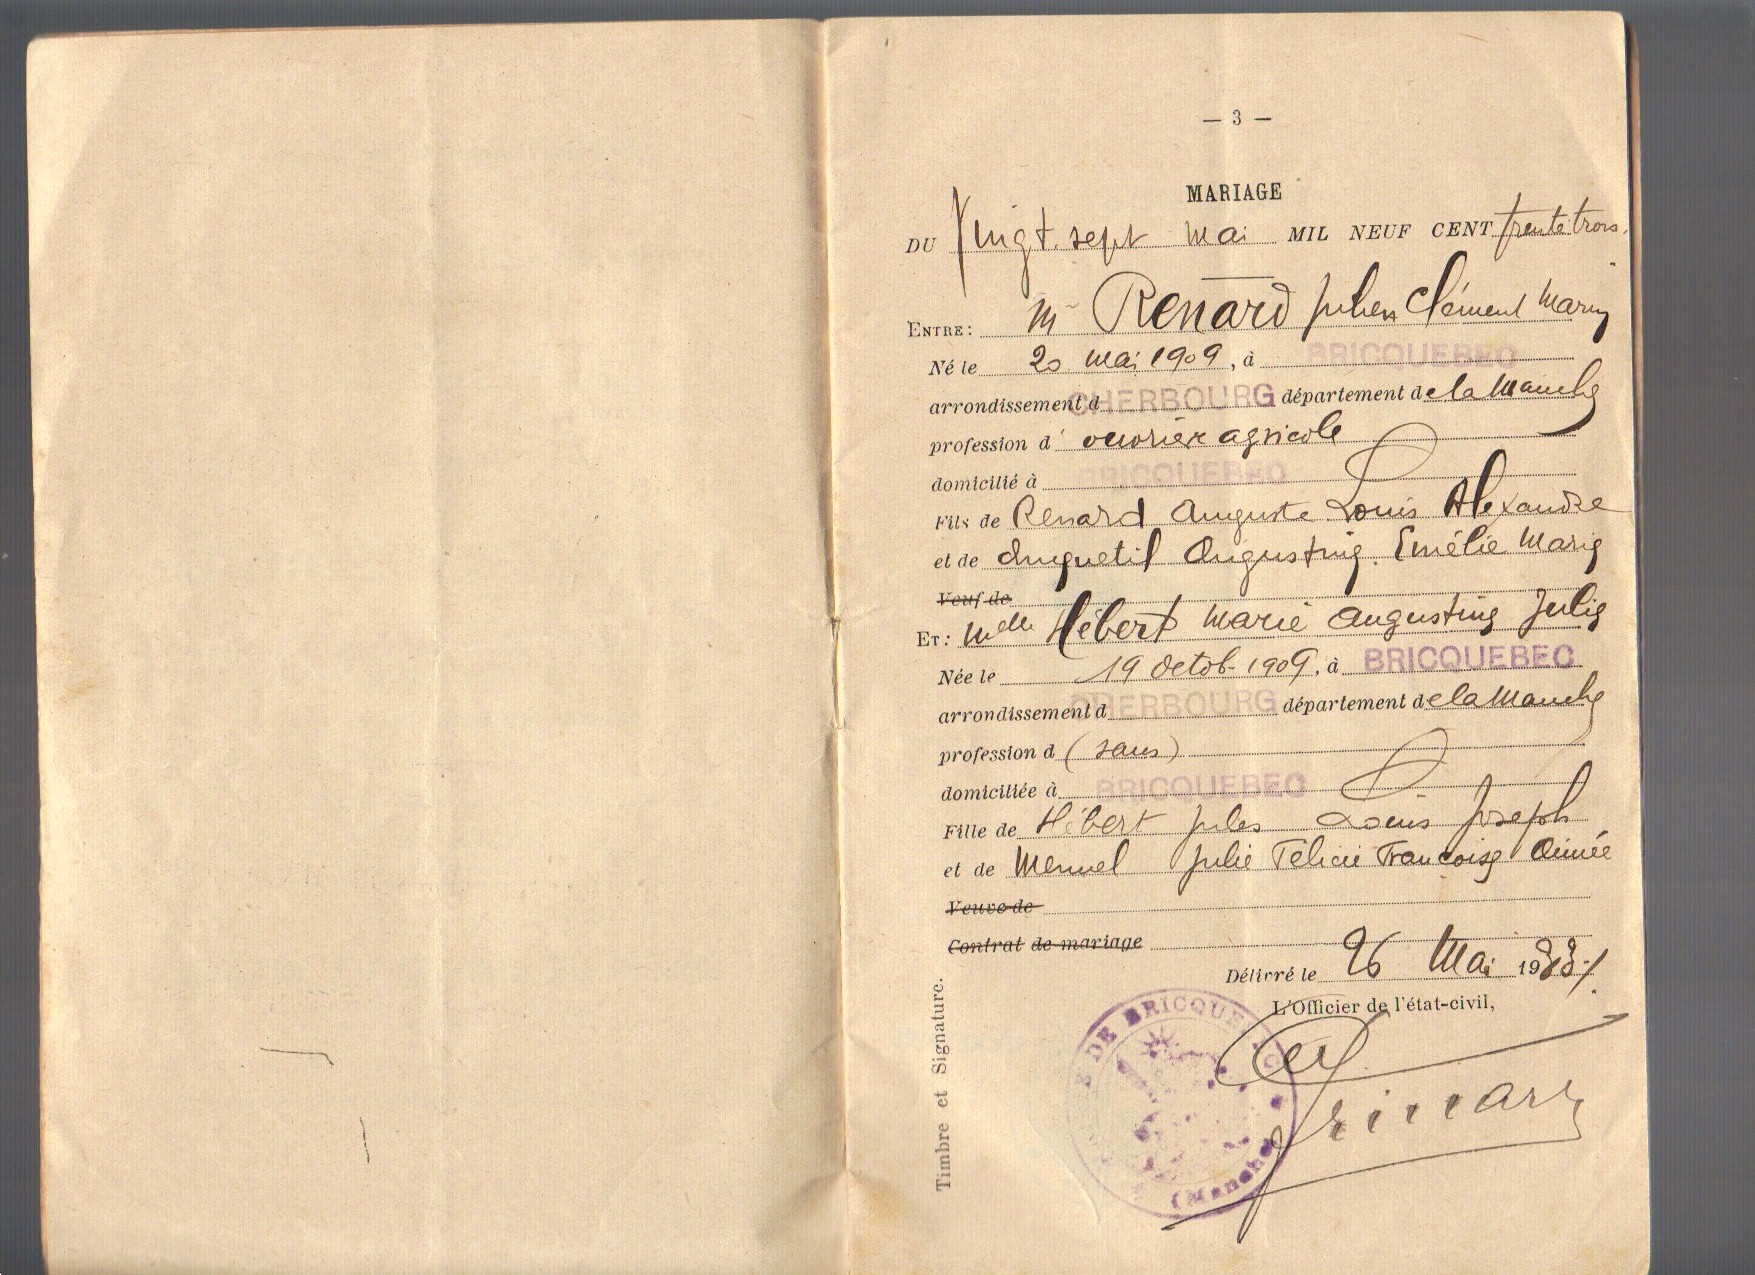 — 3 —
MARIAGE
DU Vingt sept mai MIL NEUF CENT trente trois.
ENTRE: Mr RENARD Julien Clément Marie
Né le 20 mai 1909, à BRICQUEBEC
arrondissement d CHERBOURG département de la Manche
profession d' ouvrier agricole
domicilié à BRICQUEBEC
Fils de Renard Auguste Louis Alexandre
et de Anquetil Augustine Emélie Marie
Veuf de
ET: Melle Hébert Marie Augustine Julie
Née le 19 octob. 1909, à BRICQUEBEC
arrondissement d CHERBOURG département de la Manche
profession d (sans)
domiciliée à BRICQUEBEC
Fille de Hébert Jules Louis Joseph
et de Mesnel Julie Félicie Françoise Aimée
Veuve de
Contrat de mariage
Délivré le 26 Mai 1933
L'Officier de l'état-civil,
Timbre et Signature.
DE BRICQUEBEC
(Manche)